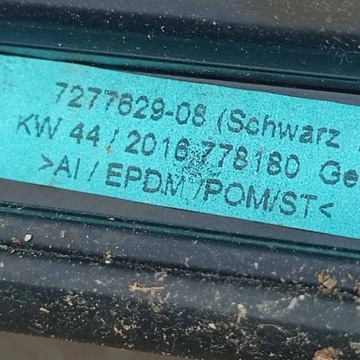 7277629-08 (Schwarz
KW 44 / 2016 778180 Ge
>Al / EPDM /POM/ST<